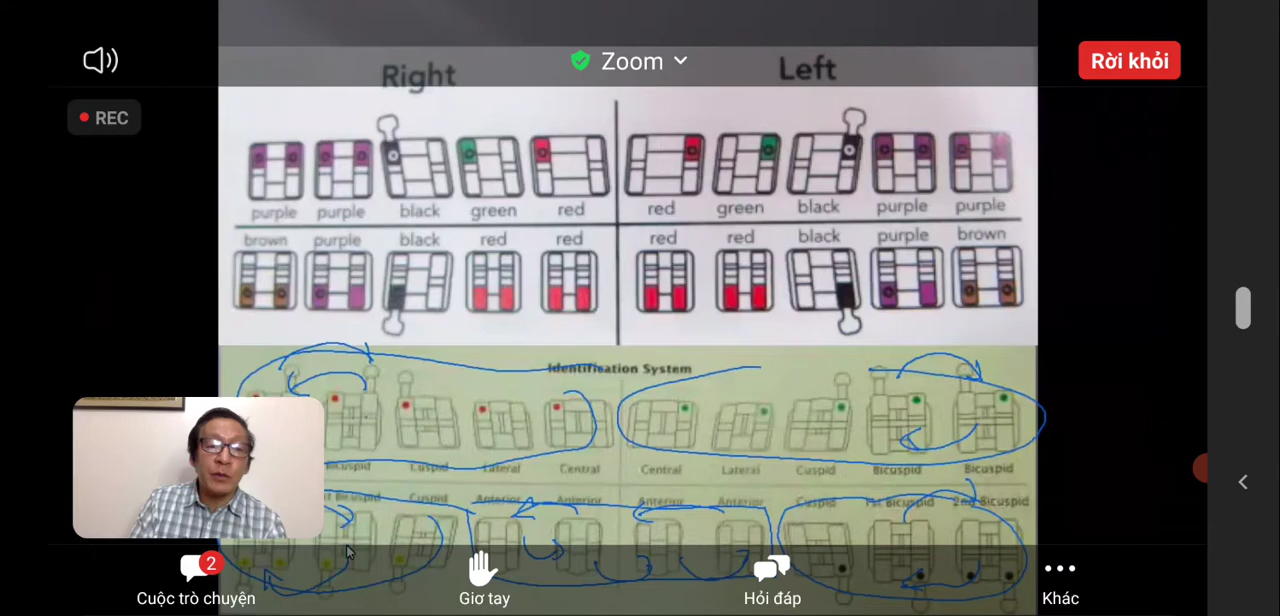 Zoom
Rời khỏi
REC
Right
Left
purple purple black green red red green black purple purple
brown purple black red red red red black purple brown
Identification System
Cuspid Lateral Central Central Lateral Cuspid Bicuspid Bicuspid
Bicuspid Cuspid Anterior Anterior Anterior Anterior Cuspid 1st Bicuspid 2nd Bicuspid
2
Cuộc trò chuyện
Giơ tay
Hỏi đáp
Khác